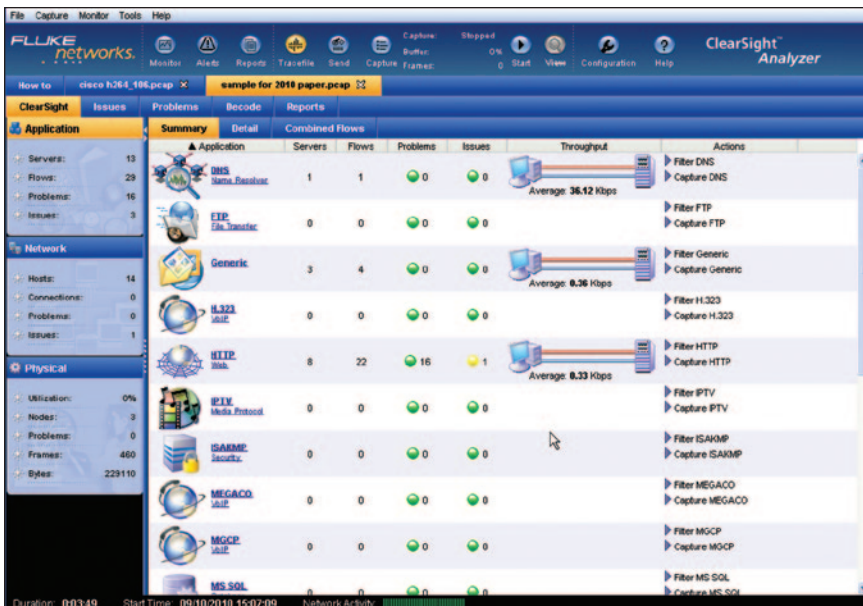 File Capture Monitor Tools Help
FLUKE networks.
Monitor Alerts Reports Tracefile Send Capture
Capture: Stopped
Buffer: 0%
Frames: 0
Start View Configuration Help
ClearSight™ Analyzer
How to cisco h264_106.pcap sample for 2010 paper.pcap
ClearSight Issues Problems Decode Reports
Application
Servers: 13
Flows: 29
Problems: 16
Issues: 3
Network
Hosts: 14
Connections: 0
Problems: 0
Issues: 1
Physical
Utilization: 0%
Nodes: 3
Problems: 0
Frames: 460
Bytes: 229110
Summary Detail Combined Flows
Application Servers Flows Problems Issues Throughput Actions
DNS Name Resolver 1 1 0 0 Average: 36.12 Kbps Filter DNS Capture DNS
FTP File Transfer 0 0 0 0 Filter FTP Capture FTP
Generic 3 4 0 0 Average: 0.36 Kbps Filter Generic Capture Generic
H.323 VoIP 0 0 0 0 Filter H.323 Capture H.323
HTTP Web 8 22 16 1 Average: 0.33 Kbps Filter HTTP Capture HTTP
IPTV Media Protocol 0 0 0 0 Filter IPTV Capture IPTV
ISAKMP Security 0 0 0 0 Filter ISAKMP Capture ISAKMP
MEGACO VoIP 0 0 0 0 Filter MEGACO Capture MEGACO
MGCP VoIP 0 0 0 0 Filter MGCP Capture MGCP
MS SQL 0 0 0 0 Filter MS SQL Capture MS SQL
Duration: 0:03:49 Start Time: 09/10/2010 15:07:09 Network Activity: